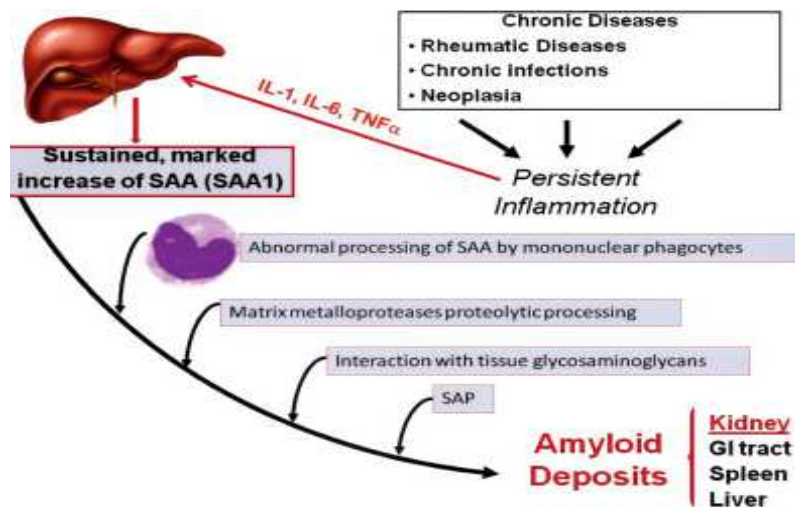 Chronic Diseases
• Rheumatic Diseases
• Chronic infections
• Neoplasia
IL-1, IL-6, TNFα
Sustained, marked
increase of SAA (SAA1)
Persistent
Inflammation
Abnormal processing of SAA by mononuclear phagocytes
Matrix metalloproteases proteolytic processing
Interaction with tissue glycosaminoglycans
SAP
Amyloid
Deposits
Kidney
GI tract
Spleen
Liver